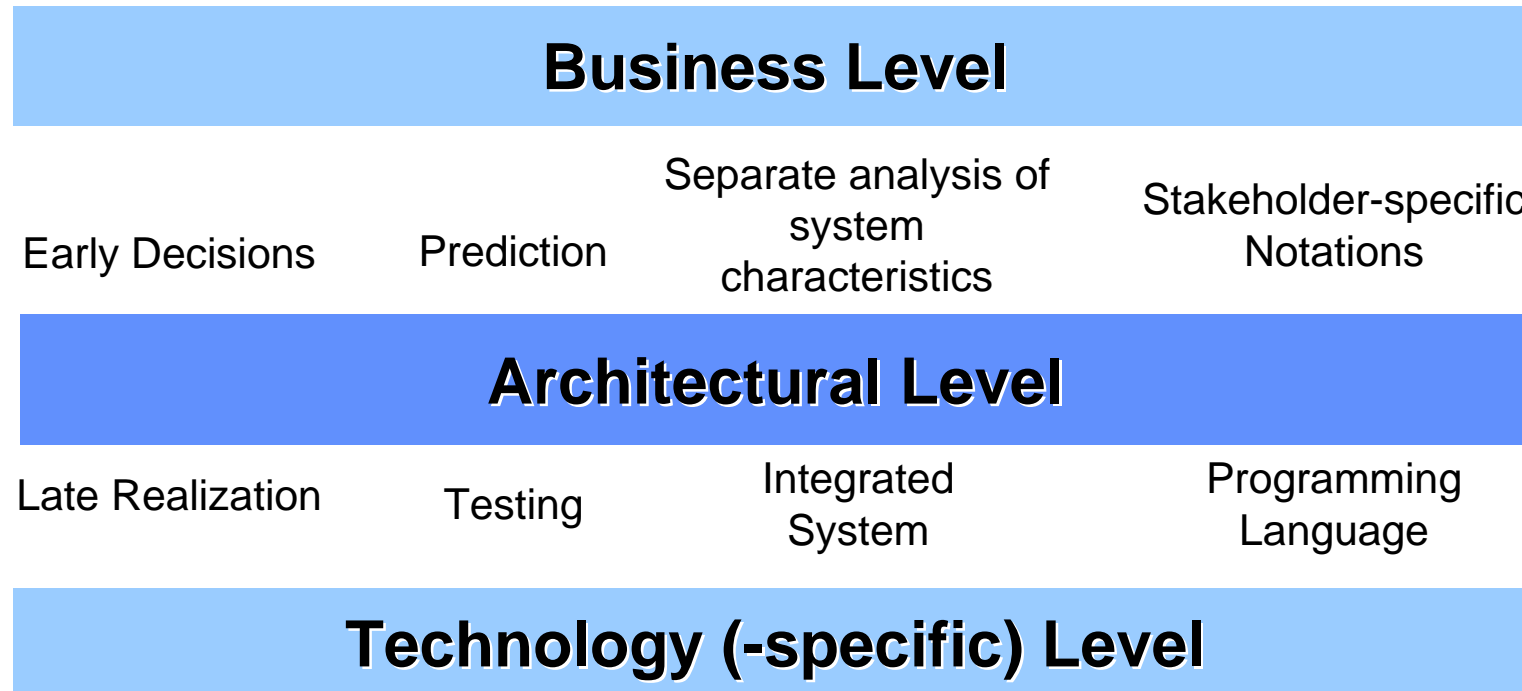 Business Level
Early Decisions
Prediction
Separate analysis of
system
characteristics
Stakeholder-specific
Notations
Architectural Level
Late Realization
Testing
Integrated
System
Programming
Language
Technology (-specific) Level